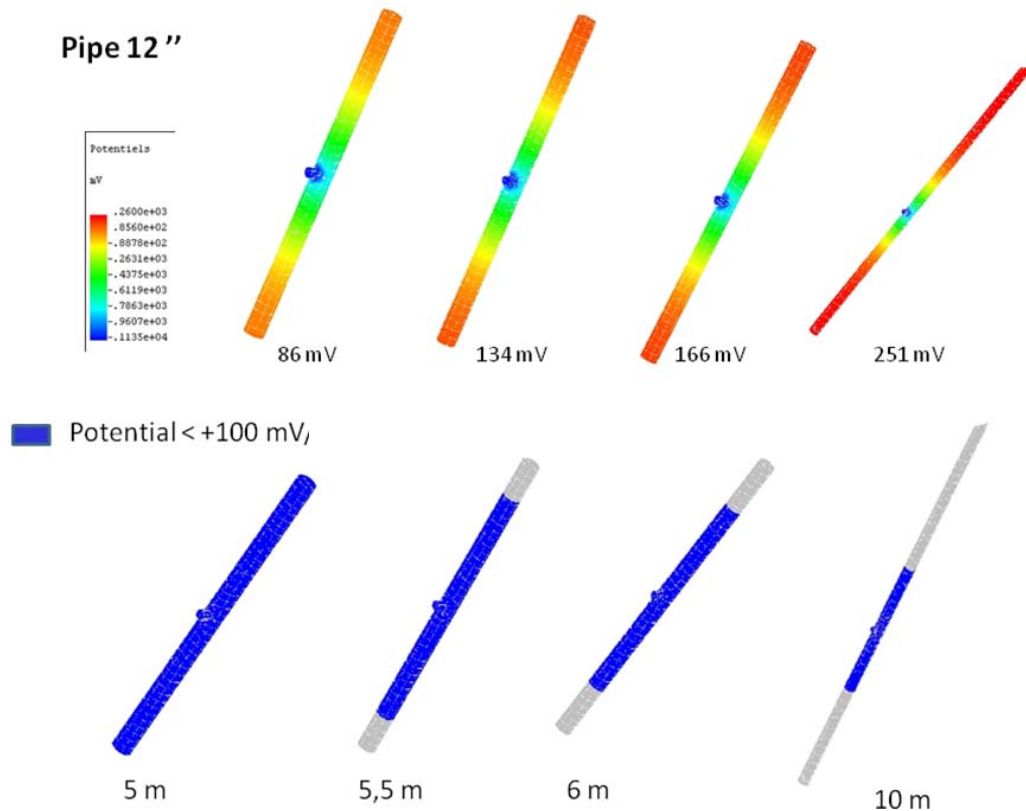 Pipe 12 ’’
Potentiels
mV
.2600e+03
.8560e+02
-.8878e+02
-.2631e+03
-.4375e+03
-.6119e+03
-.7863e+03
-.9607e+03
-.1135e+04
86 mV
134 mV
166 mV
251 mV
Potential < +100 mV/
5 m
5,5 m
6 m
10 m